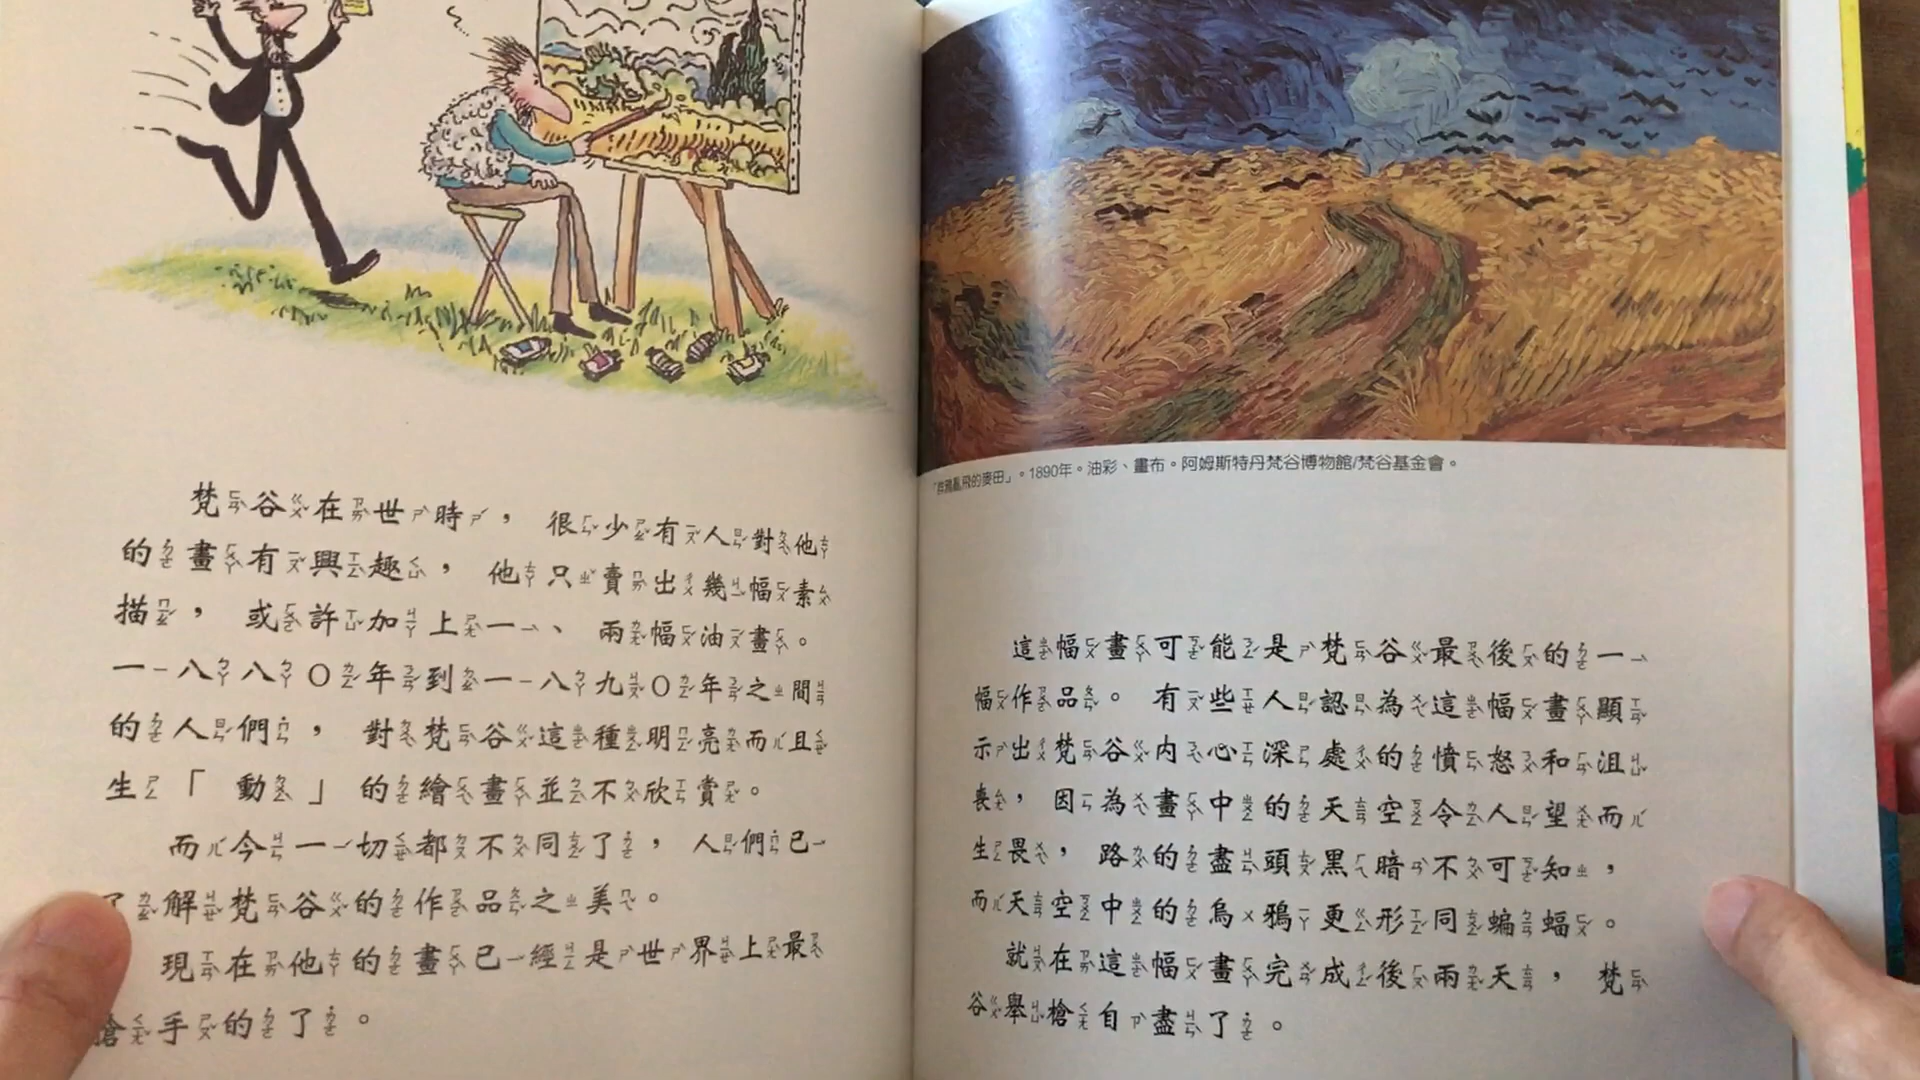 梵谷在世時， 很少有人對他
的畫有興趣， 他只賣出幾幅素
描， 或許加上一、 兩幅油畫。
一八八〇年到一八九〇年之間
的人們， 對梵谷這種明亮而且
生「 動 」 的繪畫並不欣賞。
而今一切都不同了， 人們已
了解梵谷的作品之美。
現在他的畫已經是世界上最
搶手的了。
「群鴉亂飛的麥田」。1890年。油彩、畫布。阿姆斯特丹梵谷博物館/梵谷基金會。
這幅畫可能是梵谷最後的一
幅作品。 有些人認為這幅畫顯
示出梵谷內心深處的憤怒和沮
喪， 因為畫中的天空令人望而
生畏， 路的盡頭黑暗不可知，
而天空中的烏鴉更形同蝙蝠。
就在這幅畫完成後兩天， 梵
谷舉槍自盡了。